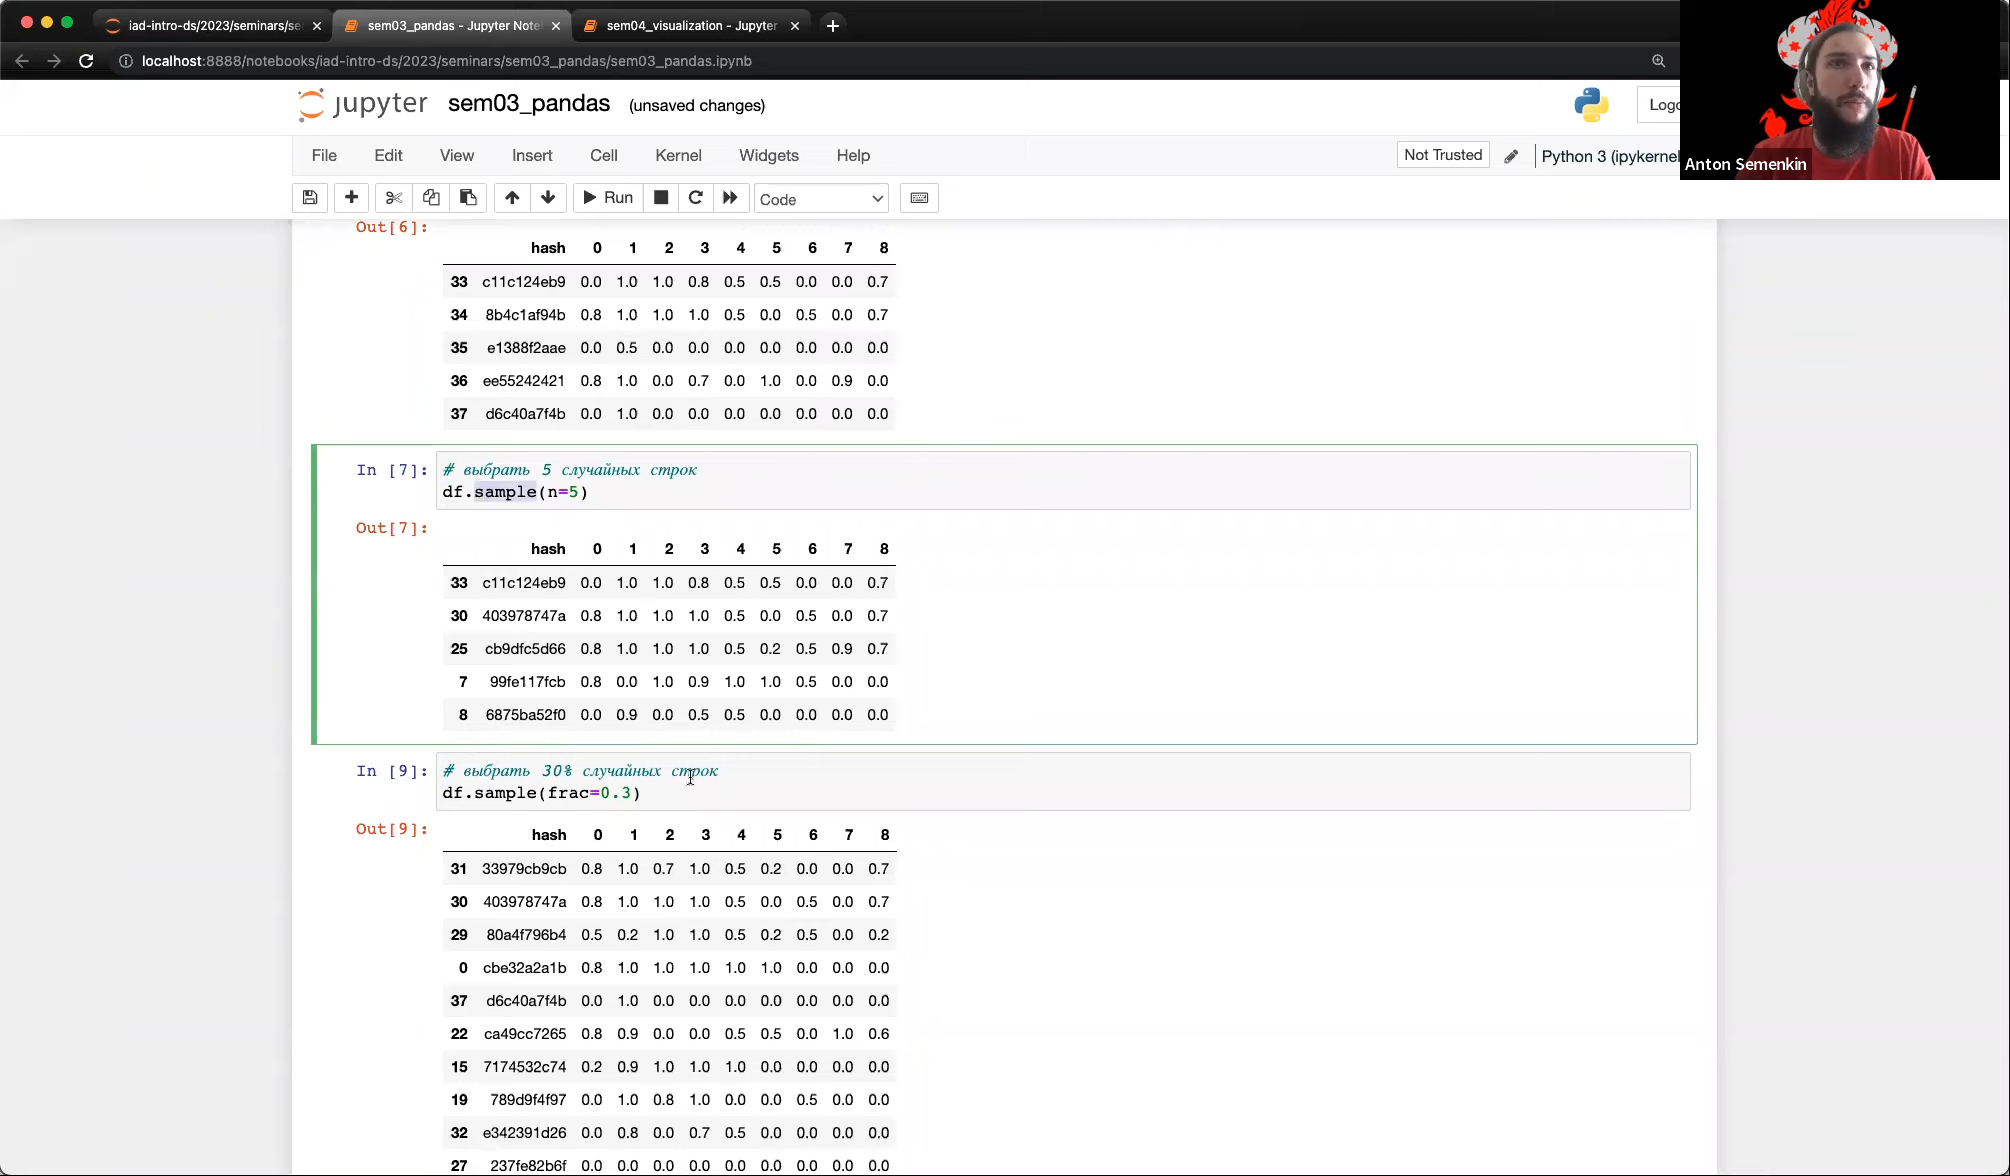 iad-intro-ds/2023/seminars/se
sem03_pandas - Jupyter Note
sem04_visualization - Jupyter
localhost:8888/notebooks/iad-intro-ds/2023/seminars/sem03_pandas/sem03_pandas.ipynb
jupyter sem03_pandas (unsaved changes)
Logo
File Edit View Insert Cell Kernel Widgets Help
Not Trusted
Python 3 (ipykernel
Anton Semenkin
Run Code
Out[6]:
hash 0 1 2 3 4 5 6 7 8
33 c11c124eb9 0.0 1.0 1.0 0.8 0.5 0.5 0.0 0.0 0.7
34 8b4c1af94b 0.8 1.0 1.0 1.0 0.5 0.0 0.5 0.0 0.7
35 e1388f2aae 0.0 0.5 0.0 0.0 0.0 0.0 0.0 0.0 0.0
36 ee55242421 0.8 1.0 0.0 0.7 0.0 1.0 0.0 0.9 0.0
37 d6c40a7f4b 0.0 1.0 0.0 0.0 0.0 0.0 0.0 0.0 0.0
In [7]: # выбрать 5 случайных строк
df.sample(n=5)
Out[7]:
hash 0 1 2 3 4 5 6 7 8
33 c11c124eb9 0.0 1.0 1.0 0.8 0.5 0.5 0.0 0.0 0.7
30 403978747a 0.8 1.0 1.0 1.0 0.5 0.0 0.5 0.0 0.7
25 cb9dfc5d66 0.8 1.0 1.0 1.0 0.5 0.2 0.5 0.9 0.7
7 99fe117fcb 0.8 0.0 1.0 0.9 1.0 1.0 0.5 0.0 0.0
8 6875ba52f0 0.0 0.9 0.0 0.5 0.5 0.0 0.0 0.0 0.0
In [9]: # выбрать 30% случайных строк
df.sample(frac=0.3)
Out[9]:
hash 0 1 2 3 4 5 6 7 8
31 33979cb9cb 0.8 1.0 0.7 1.0 0.5 0.2 0.0 0.0 0.7
30 403978747a 0.8 1.0 1.0 1.0 0.5 0.0 0.5 0.0 0.7
29 80a4f796b4 0.5 0.2 1.0 1.0 0.5 0.2 0.5 0.0 0.2
0 cbe32a2a1b 0.8 1.0 1.0 1.0 1.0 1.0 0.0 0.0 0.0
37 d6c40a7f4b 0.0 1.0 0.0 0.0 0.0 0.0 0.0 0.0 0.0
22 ca49cc7265 0.8 0.9 0.0 0.0 0.5 0.5 0.0 1.0 0.6
15 7174532c74 0.2 0.9 1.0 1.0 1.0 0.0 0.0 0.0 0.0
19 789d9f4f97 0.0 1.0 0.8 1.0 0.0 0.0 0.5 0.0 0.0
32 e342391d26 0.0 0.8 0.0 0.7 0.5 0.0 0.0 0.0 0.0
27 237fe82b6f 0.0 0.0 0.0 0.0 0.0 0.0 0.0 0.0 0.0